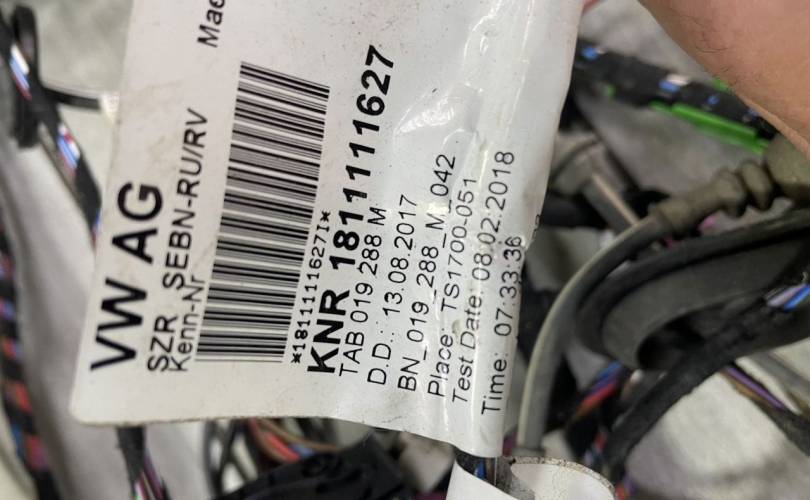 VW AG
SZR SEBN-RU/RV
Kenn-Nr
*1811111627I*
KNR 1811111627
TAB 019 288 M
D.D.: 13.08.2017
BN_019_288_M_042
Place: TS1700-051
Test Date: 08.02.2018
Time: 07:33:36